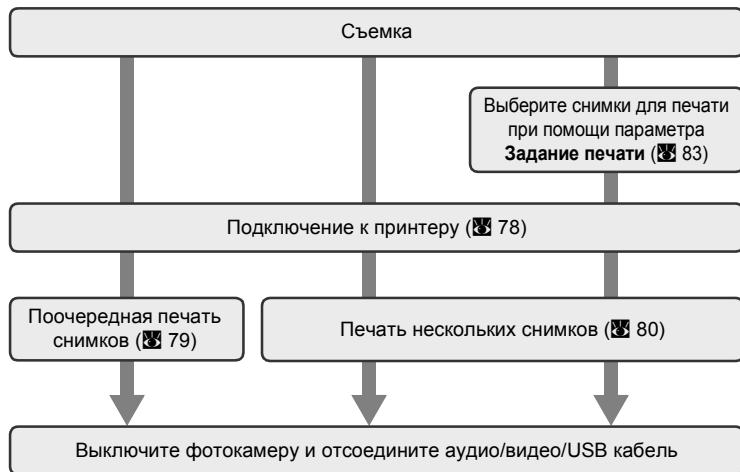 Съемка
Выберите снимки для печати
при помощи параметра
Задание печати (83)
Подключение к принтеру (78)
Поочередная печать
снимков (79)
Печать нескольких снимков (80)
Выключите фотокамеру и отсоедините аудио/видео/USB кабель